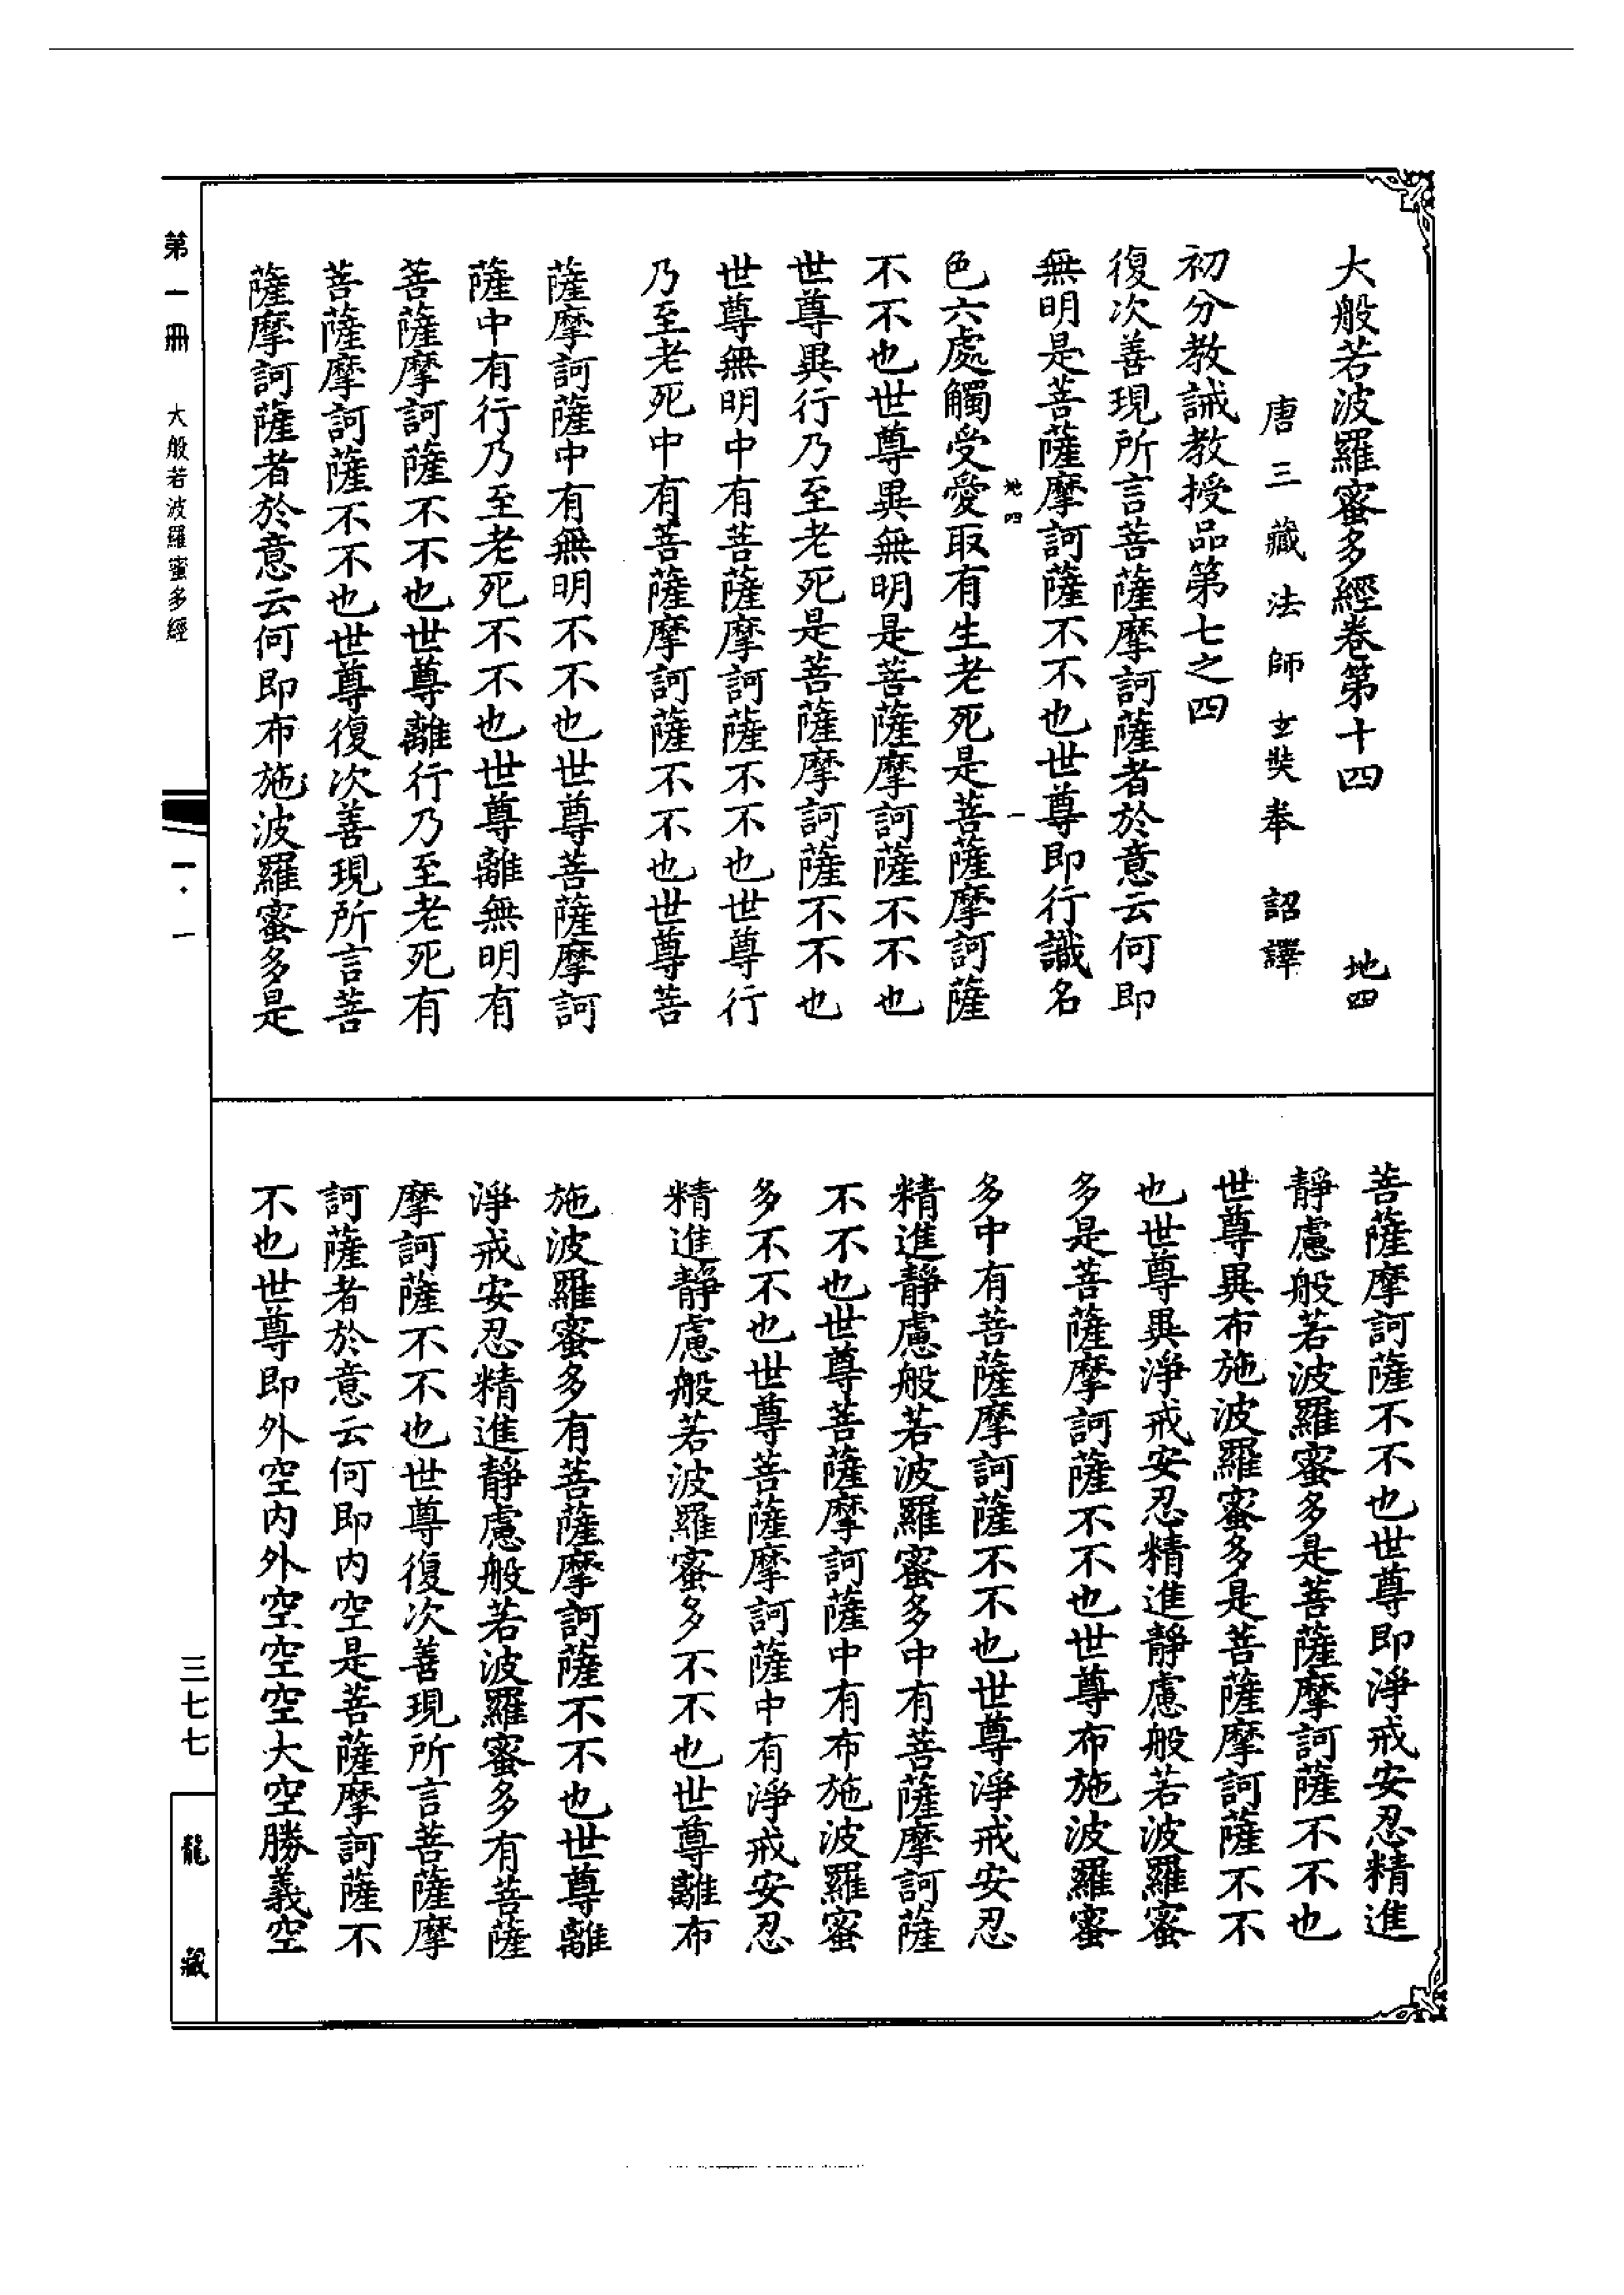 大般若波羅蜜多經卷第十四　地四
唐三藏法師玄奘奉　詔譯
初分教誡教授品第七之四
復次善現所言菩薩摩訶薩者於意云何即
無明是菩薩摩訶薩不不也世尊即行識名
地四　一
色六處觸受愛取有生老死是菩薩摩訶薩
不不也世尊異無明是菩薩摩訶薩不不也
世尊異行乃至老死是菩薩摩訶薩不不也
世尊無明中有菩薩摩訶薩不不也世尊行
乃至老死中有菩薩摩訶薩不不也世尊菩
薩摩訶薩中有無明不不也世尊菩薩摩訶
薩中有行乃至老死不不也世尊離無明有
菩薩摩訶薩不不也世尊離行乃至老死有
菩薩摩訶薩不不也世尊復次善現所言菩
薩摩訶薩者於意云何即布施波羅蜜多是
菩薩摩訶薩不不也世尊即淨戒安忍精進
靜慮般若波羅蜜多是菩薩摩訶薩不不也
世尊異布施波羅蜜多是菩薩摩訶薩不不
也世尊異淨戒安忍精進靜慮般若波羅蜜
多是菩薩摩訶薩不不也世尊布施波羅蜜
多中有菩薩摩訶薩不不也世尊淨戒安忍
精進靜慮般若波羅蜜多中有菩薩摩訶薩
不不也世尊菩薩摩訶薩中有布施波羅蜜
多不不也世尊菩薩摩訶薩中有淨戒安忍
精進靜慮般若波羅蜜多不不也世尊離布
施波羅蜜多有菩薩摩訶薩不不也世尊離
淨戒安忍精進靜慮般若波羅蜜多有菩薩
摩訶薩不不也世尊復次善現所言菩薩摩
訶薩者於意云何即內空是菩薩摩訶薩不
不也世尊即外空內外空空空大空勝義空
第一冊　大般若波羅蜜多經
一·一
三七七
龍藏